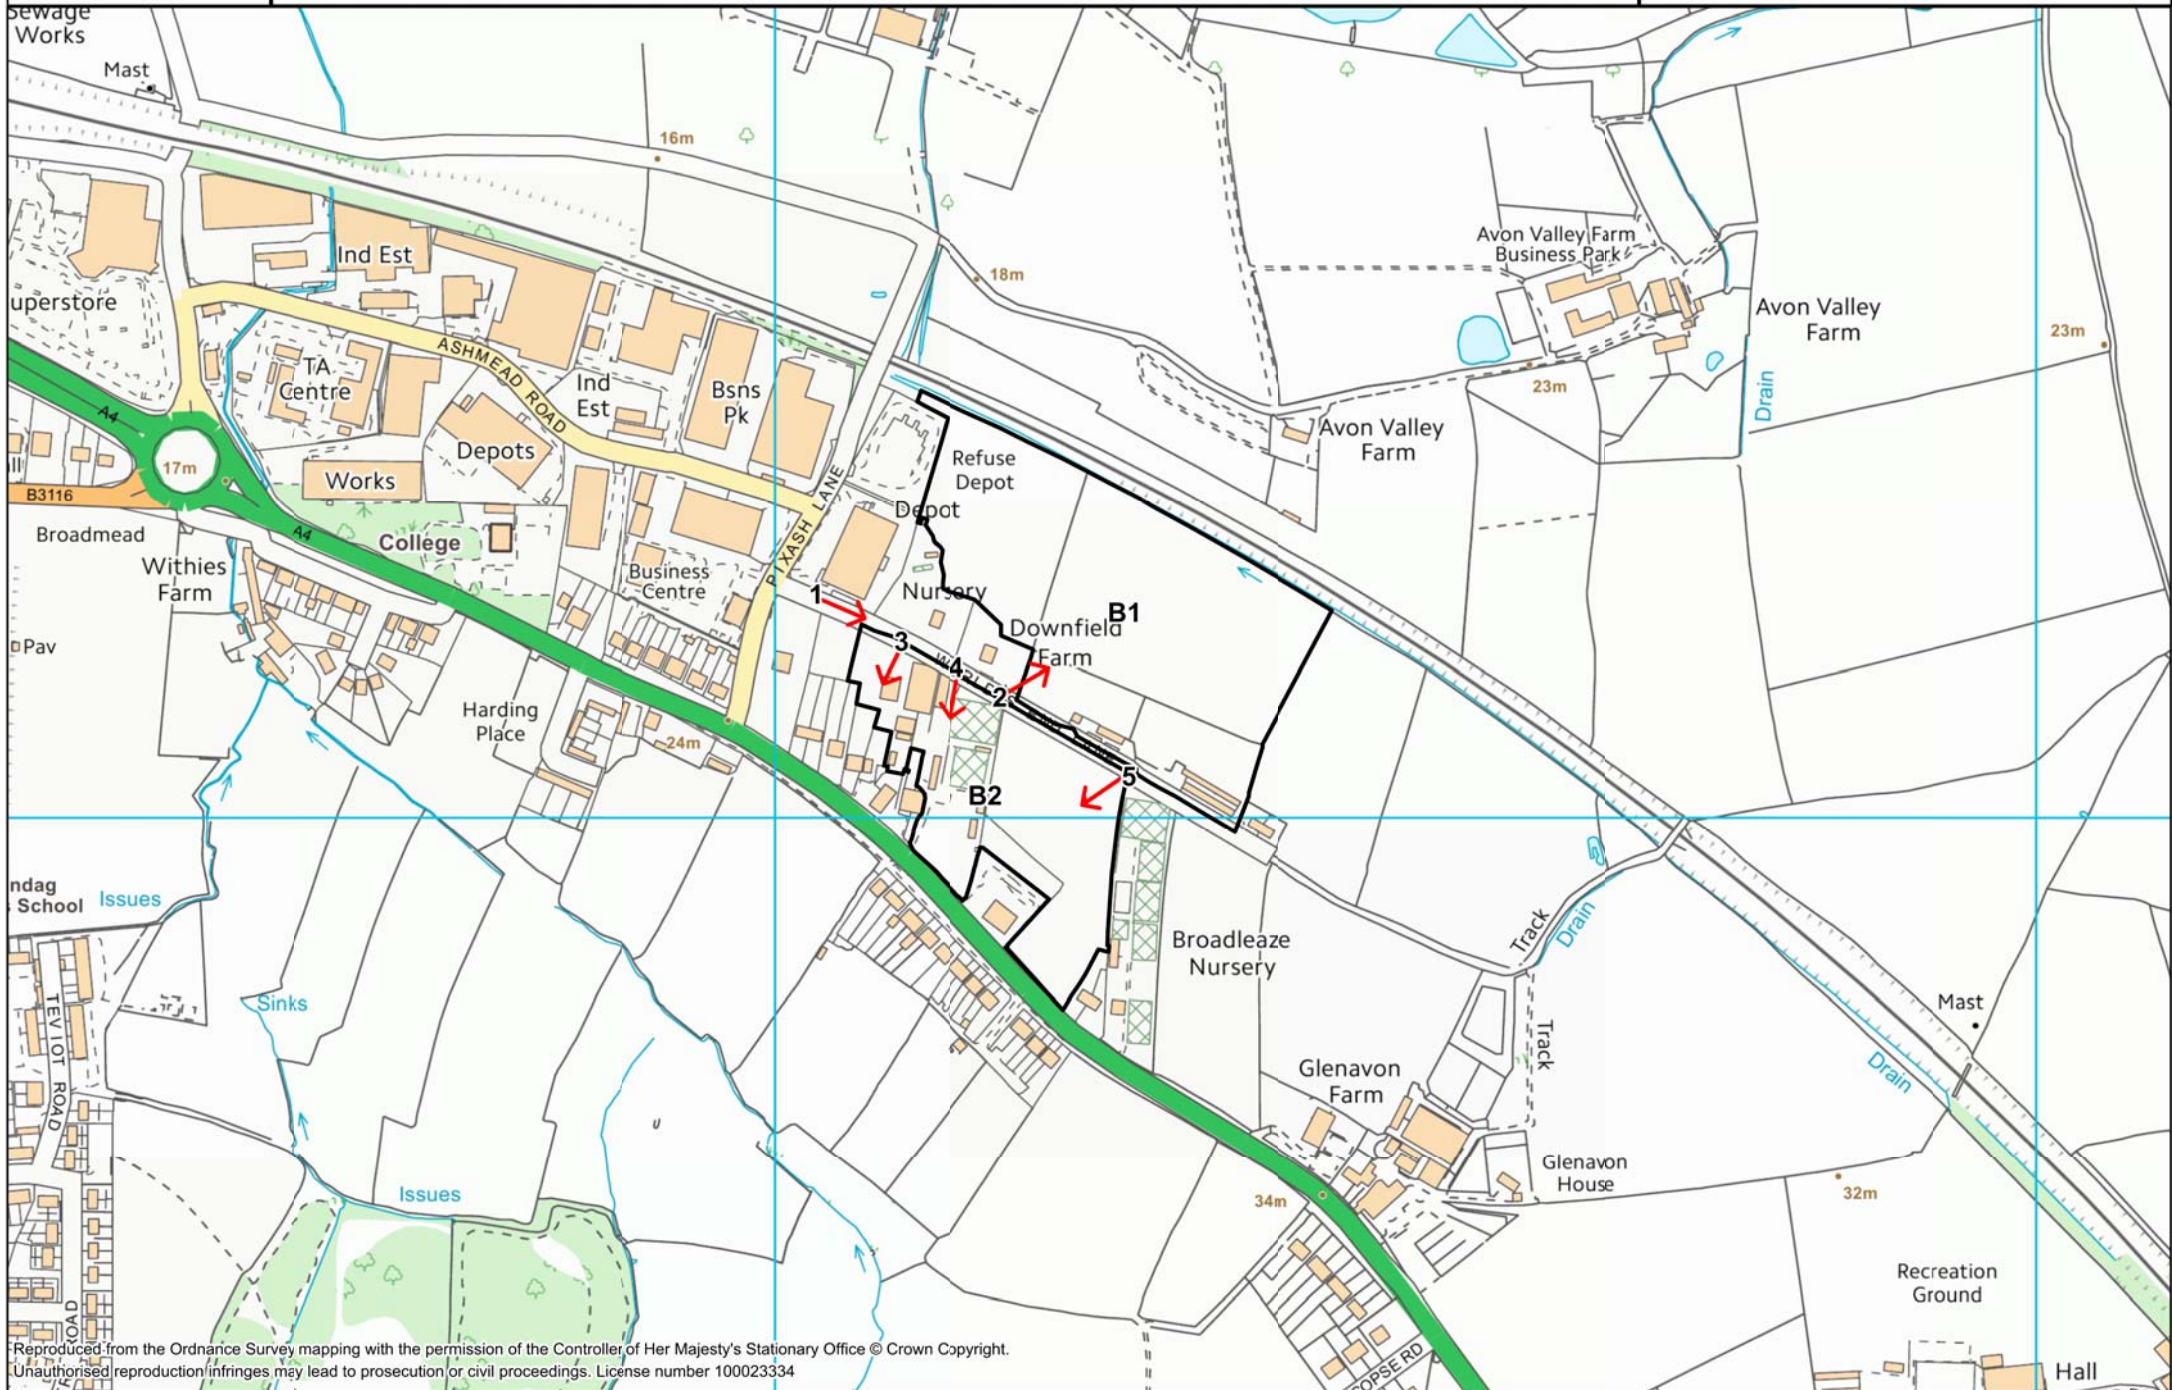 Sewage
Works
Mast
16m
Ind Est
18m
Avon Valley Farm
Business Park
Avon Valley
Farm
23m
uperstore
ASHMEAD ROAD
TA
Centre
Ind
Est
Bsns
Pk
23m
Drain
A4
Avon Valley
Farm
Depots
17m
Works
Refuse
Depot
B3116
Depot
PIXASH LANE
Broadmead
A4
College
Withies
Farm
Business
Centre
1
Nursery
B1
Downfield
Farm
3
4
2
Pav
Harding
Place
24m
5
B2
ndag
School
Issues
Broadleaze
Nursery
Track
Drain
Sinks
TEVIOT ROAD
Mast
Track
Drain
Glenavon
Farm
Glenavon
House
Issues
34m
32m
Recreation
Ground
ROAD
COPSE RD
Hall
Reproduced from the Ordnance Survey mapping with the permission of the Controller of Her Majesty's Stationary Office © Crown Copyright.
Unauthorised reproduction infringes may lead to prosecution or civil proceedings. License number 100023334